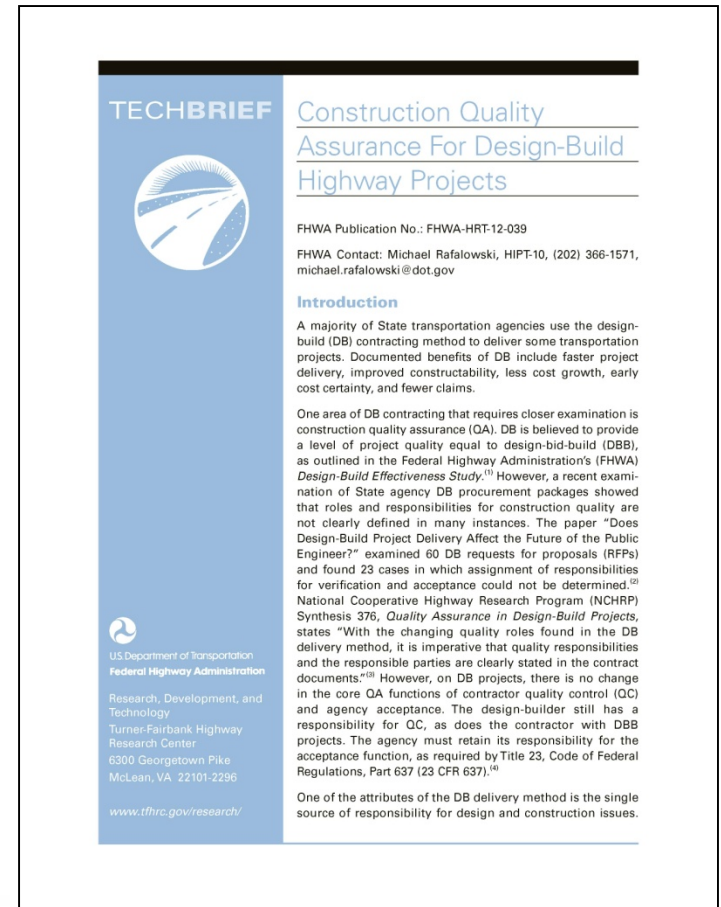 TECHBRIEF
U.S. Department of Transportation
Federal Highway Administration
Research, Development, and
Technology
Turner-Fairbank Highway
Research Center
6300 Georgetown Pike
McLean, VA 22101-2296
www.tfhrc.gov/research/
Construction Quality
Assurance For Design-Build
Highway Projects
FHWA Publication No.: FHWA-HRT-12-039
FHWA Contact: Michael Rafalowski, HIPT-10, (202) 366-1571,
michael.rafalowski@dot.gov
Introduction
A majority of State transportation agencies use the design-
build (DB) contracting method to deliver some transportation
projects. Documented benefits of DB include faster project
delivery, improved constructability, less cost growth, early
cost certainty, and fewer claims.
One area of DB contracting that requires closer examination is
construction quality assurance (QA). DB is believed to provide
a level of project quality equal to design-bid-build (DBB),
as outlined in the Federal Highway Administration's (FHWA)
Design-Build Effectiveness Study.(1) However, a recent exami-
nation of State agency DB procurement packages showed
that roles and responsibilities for construction quality are
not clearly defined in many instances. The paper "Does
Design-Build Project Delivery Affect the Future of the Public
Engineer?" examined 60 DB requests for proposals (RFPs)
and found 23 cases in which assignment of responsibilities
for verification and acceptance could not be determined.(2)
National Cooperative Highway Research Program (NCHRP)
Synthesis 376, Quality Assurance in Design-Build Projects,
states "With the changing quality roles found in the DB
delivery method, it is imperative that quality responsibilities
and the responsible parties are clearly stated in the contract
documents."(3) However, on DB projects, there is no change
in the core QA functions of contractor quality control (QC)
and agency acceptance. The design-builder still has a
responsibility for QC, as does the contractor with DBB
projects. The agency must retain its responsibility for the
acceptance function, as required by Title 23, Code of Federal
Regulations, Part 637 (23 CFR 637).(4)
One of the attributes of the DB delivery method is the single
source of responsibility for design and construction issues.